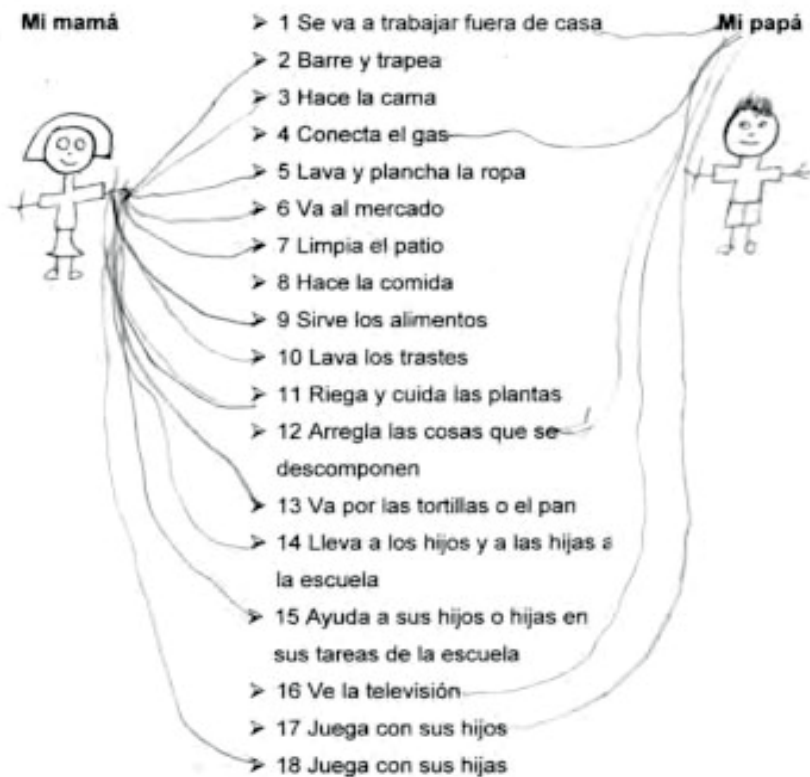 Mi mamá
➢ 1 Se va a trabajar fuera de casa
Mi papá
➢ 2 Barre y trapea
➢ 3 Hace la cama
➢ 4 Conecta el gas
➢ 5 Lava y plancha la ropa
➢ 6 Va al mercado
➢ 7 Limpia el patio
➢ 8 Hace la comida
➢ 9 Sirve los alimentos
➢ 10 Lava los trastes
➢ 11 Riega y cuida las plantas
➢ 12 Arregla las cosas que se
descomponen
➢ 13 Va por las tortillas o el pan
➢ 14 Lleva a los hijos y a las hijas a
la escuela
➢ 15 Ayuda a sus hijos o hijas en
sus tareas de la escuela
➢ 16 Ve la televisión
➢ 17 Juega con sus hijos
➢ 18 Juega con sus hijas